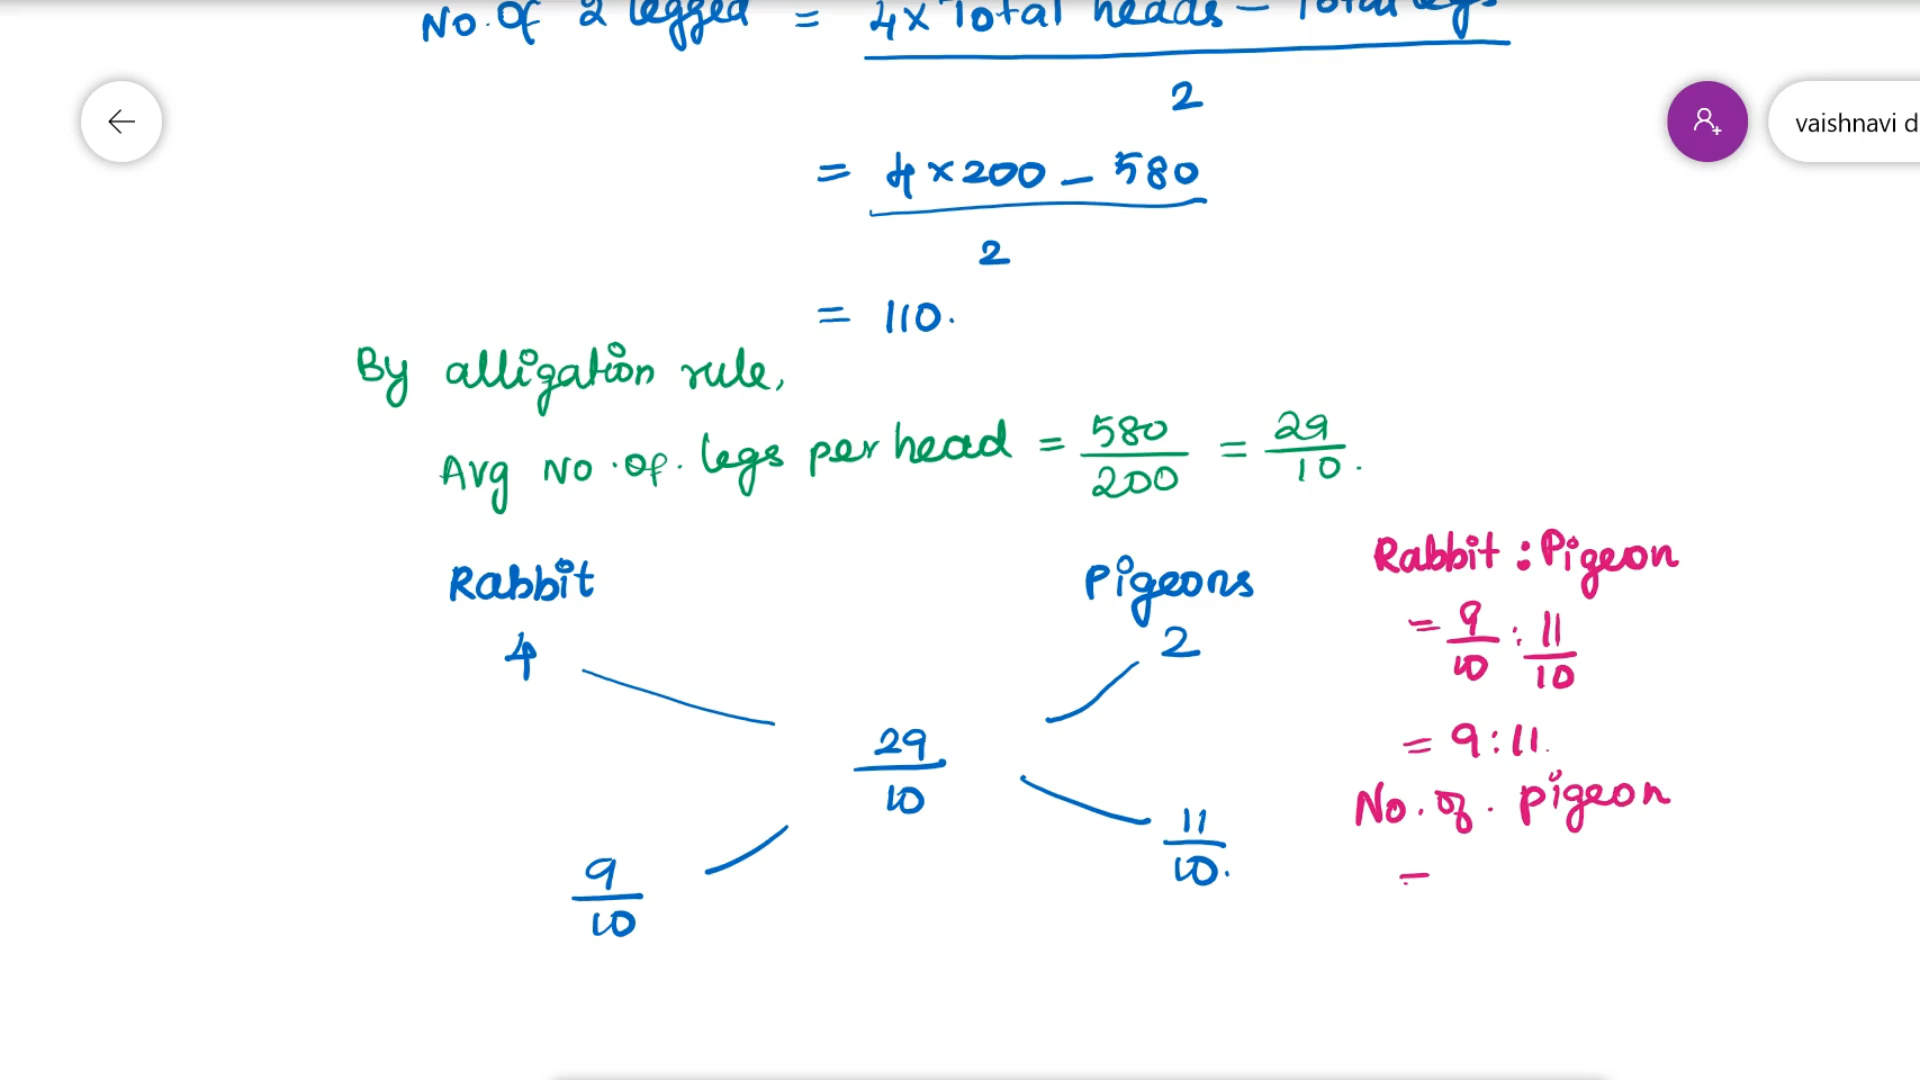 No. Of 2 legged = 4x Total heads - Total legs
2
= 4 x 200 - 580
2
= 110.
By alligation rule,
Avg No. of. legs per head = 580 = 29
200 10.
Rabbit Pigeons
4 2
29
10
9
10
11
10.
Rabbit : Pigeon
= 9 : 11
10 10
= 9:11.
No. of. pigeon
=
vaishnavi d